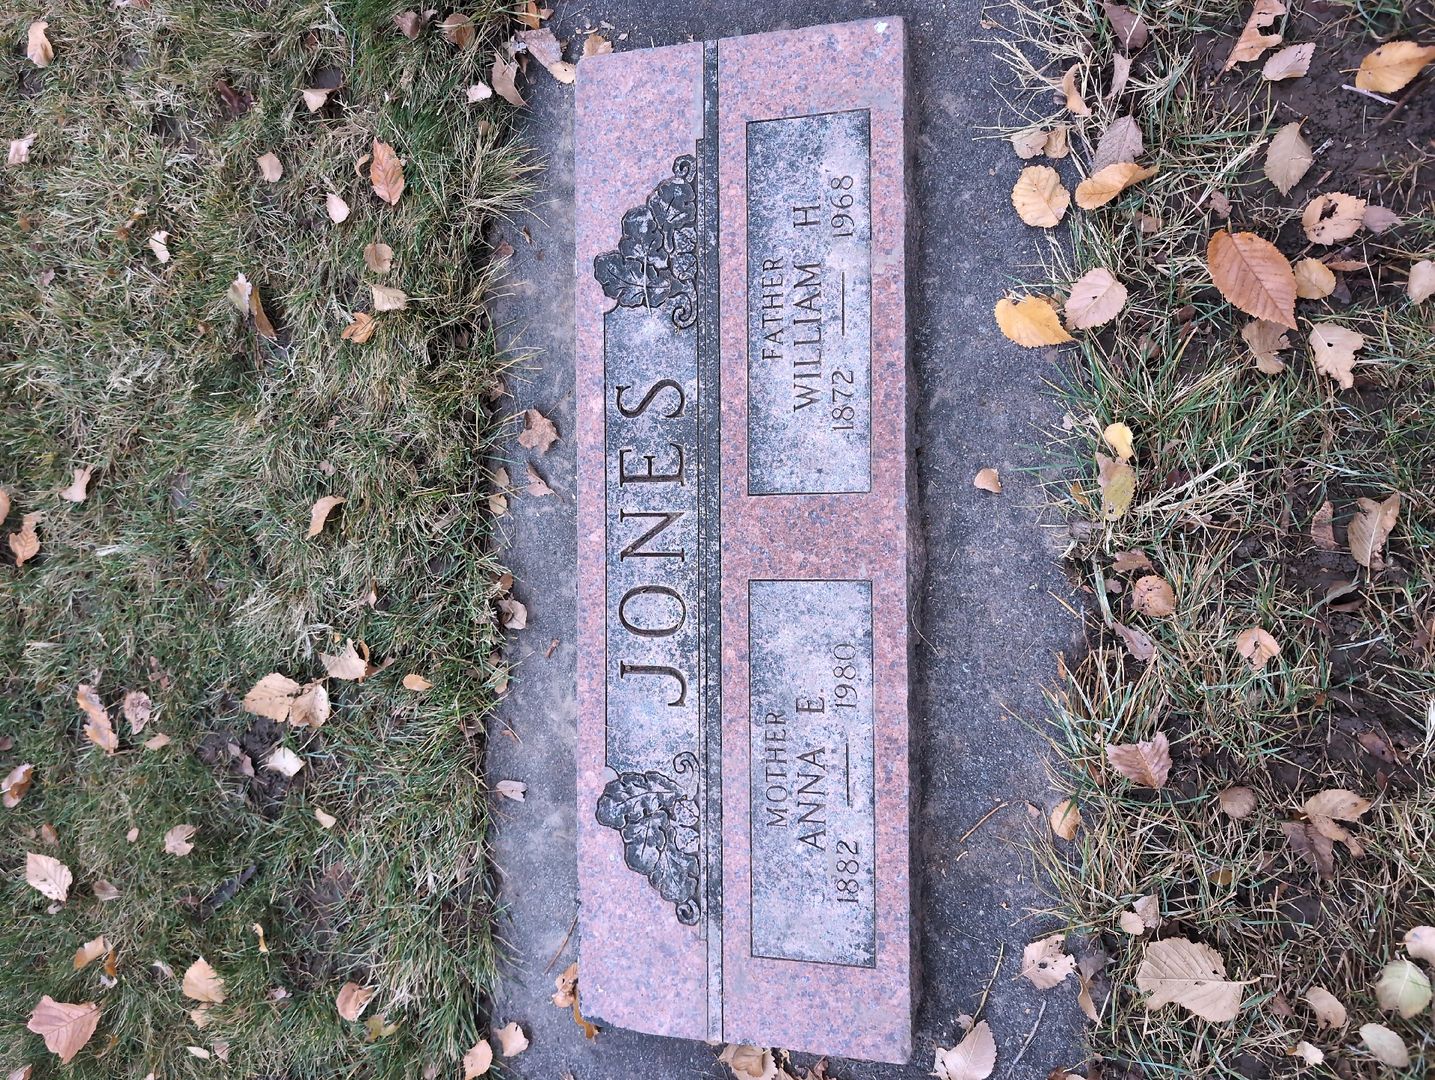 JONES
MOTHER
ANNA E.
1882 — 1980
FATHER
WILLIAM H.
1872 — 1968